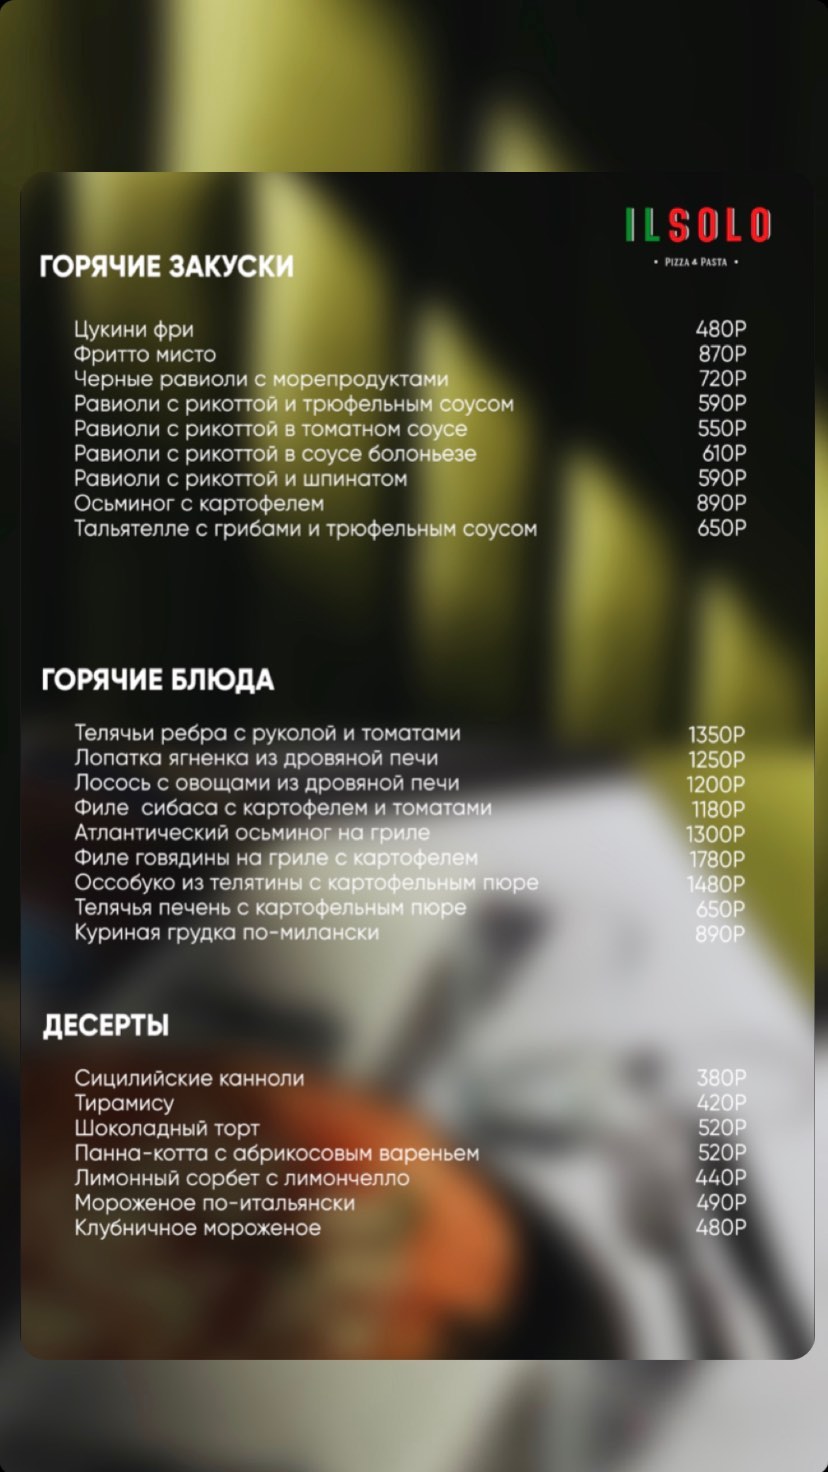 ILSOLO
• PIZZA & PASTA •
ГОРЯЧИЕ ЗАКУСКИ
Цукини фри 480Р
Фритто мисто 870Р
Черные равиоли с морепродуктами 720Р
Равиоли с рикоттой и трюфельным соусом 590Р
Равиоли с рикоттой в томатном соусе 550Р
Равиоли с рикоттой в соусе болоньезе 610Р
Равиоли с рикоттой и шпинатом 590Р
Осьминог с картофелем 890Р
Тальятелле с грибами и трюфельным соусом 650Р
ГОРЯЧИЕ БЛЮДА
Телячьи ребра с руколой и томатами 1350Р
Лопатка ягненка из дровяной печи 1250Р
Лосось с овощами из дровяной печи 1200Р
Филе сибаса с картофелем и томатами 1180Р
Атлантический осьминог на гриле 1300Р
Филе говядины на гриле с картофелем 1780Р
Оссобуко из телятины с картофельным пюре 1480Р
Телячья печень с картофельным пюре 650Р
Куриная грудка по-милански 890Р
ДЕСЕРТЫ
Сицилийские канноли 380Р
Тирамису 420Р
Шоколадный торт 520Р
Панна-котта с абрикосовым вареньем 520Р
Лимонный сорбет с лимончелло 440Р
Мороженое по-итальянски 490Р
Клубничное мороженое 480Р